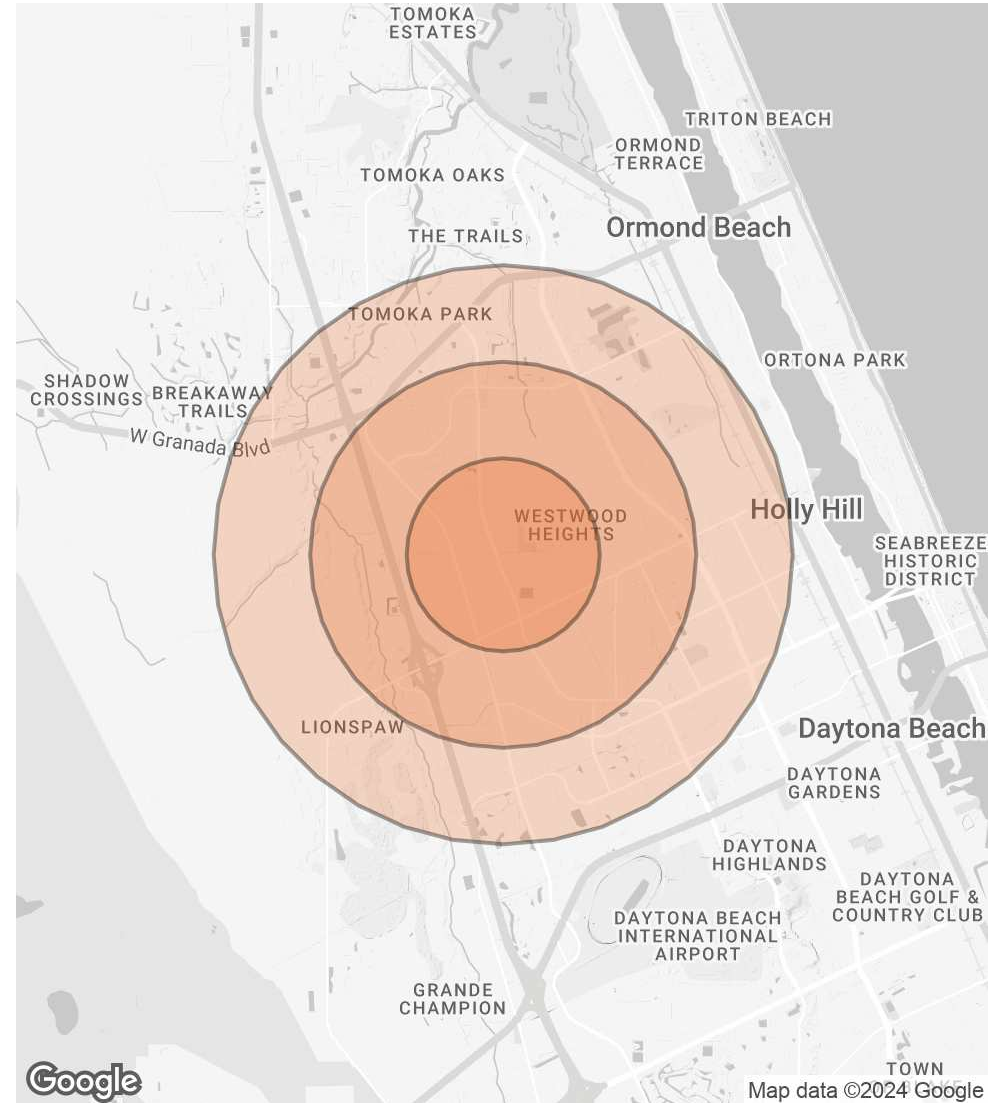 TOMOKA
ESTATES
TRITON BEACH
ORMOND
TERRACE
TOMOKA OAKS
Ormond Beach
THE TRAILS
TOMOKA PARK
ORTONA PARK
SHADOW
CROSSINGS
BREAKAWAY
TRAILS
W Granada Blvd
Holly Hill
WESTWOOD
HEIGHTS
SEABREEZE
HISTORIC
DISTRICT
LIONSPAW
Daytona Beach
DAYTONA
GARDENS
DAYTONA
HIGHLANDS
DAYTONA
BEACH GOLF &
COUNTRY CLUB
DAYTONA BEACH
INTERNATIONAL
AIRPORT
GRANDE
CHAMPION
TOWN
Google
Map data ©2024 Google